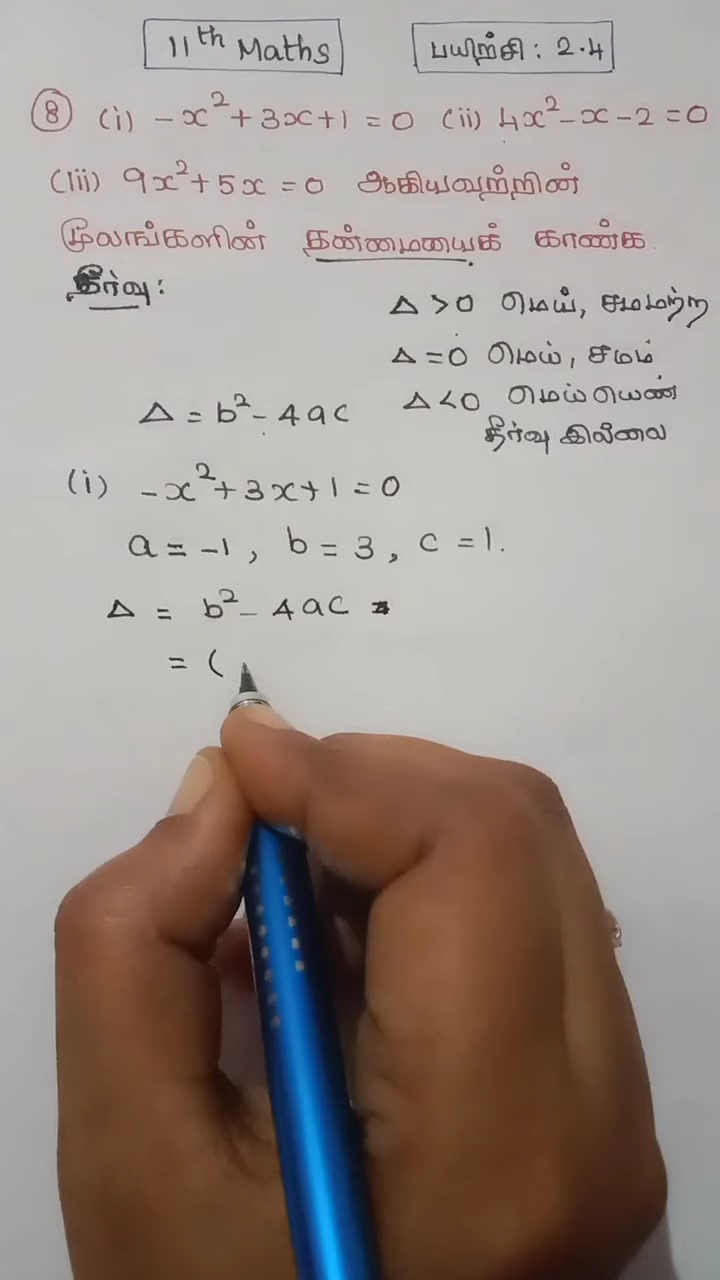 11th Maths பயிற்சி : 2.4
⑧ (i) -x²+3x+1=0 (ii) 4x²-x-2=0
(iii) 9x²+5x=0 ஆகியவற்றின்
மூலங்களின் தன்மையைக் காண்க.
தீர்வு :
Δ>0 மெய், சமமற்ற
Δ=0 மெய், சமம்
Δ = b²-4ac Δ<0 மெய்யெண்
தீர்வு இல்லை
(i) -x²+3x+1=0
a=-1, b=3, c=1.
Δ = b²-4ac =
= (